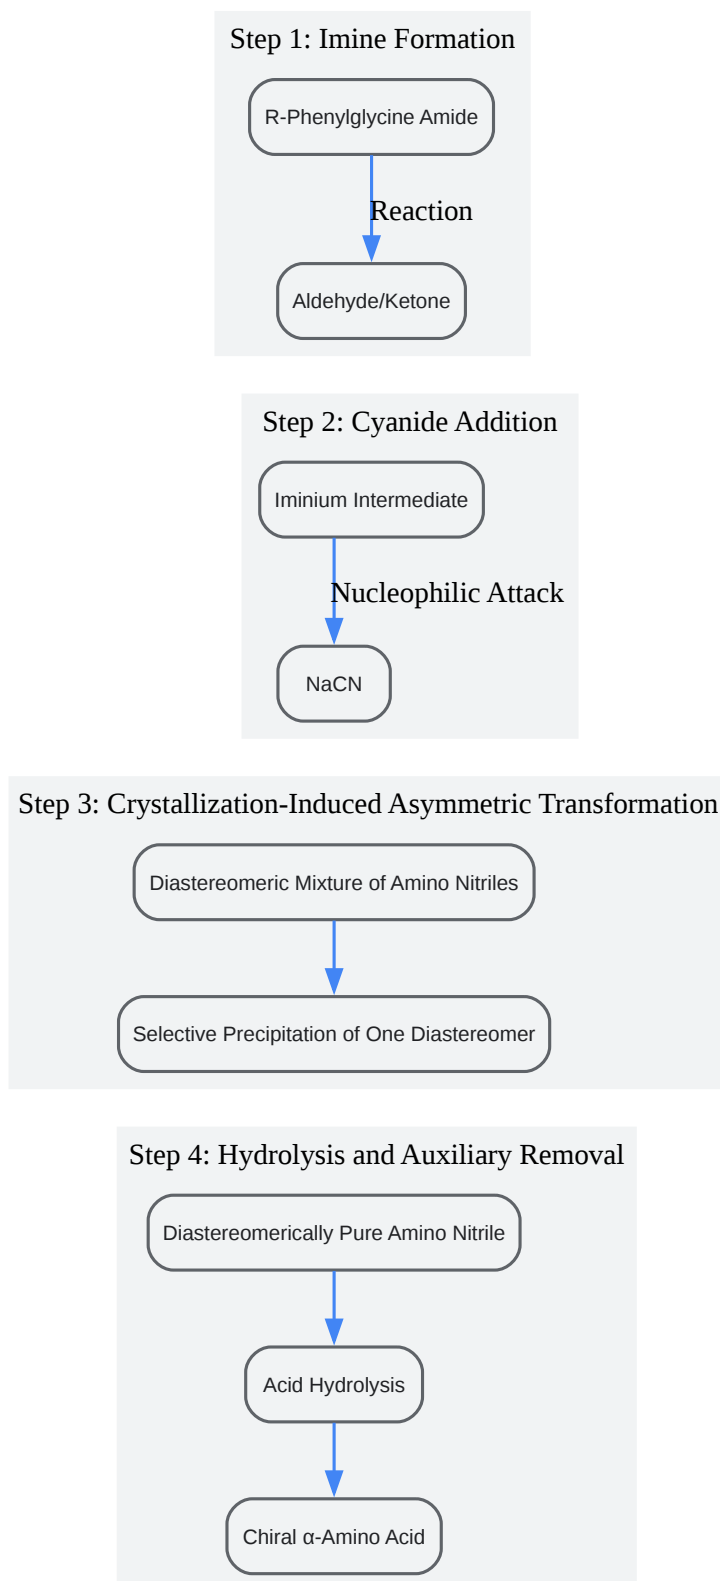 Step 1: Imine Formation
R-Phenylglycine Amide
Reaction
Aldehyde/Ketone
Step 2: Cyanide Addition
Iminium Intermediate
Nucleophilic Attack
NaCN
Step 3: Crystallization-Induced Asymmetric Transformation
Diastereomeric Mixture of Amino Nitriles
Selective Precipitation of One Diastereomer
Step 4: Hydrolysis and Auxiliary Removal
Diastereomerically Pure Amino Nitrile
Acid Hydrolysis
Chiral α-Amino Acid